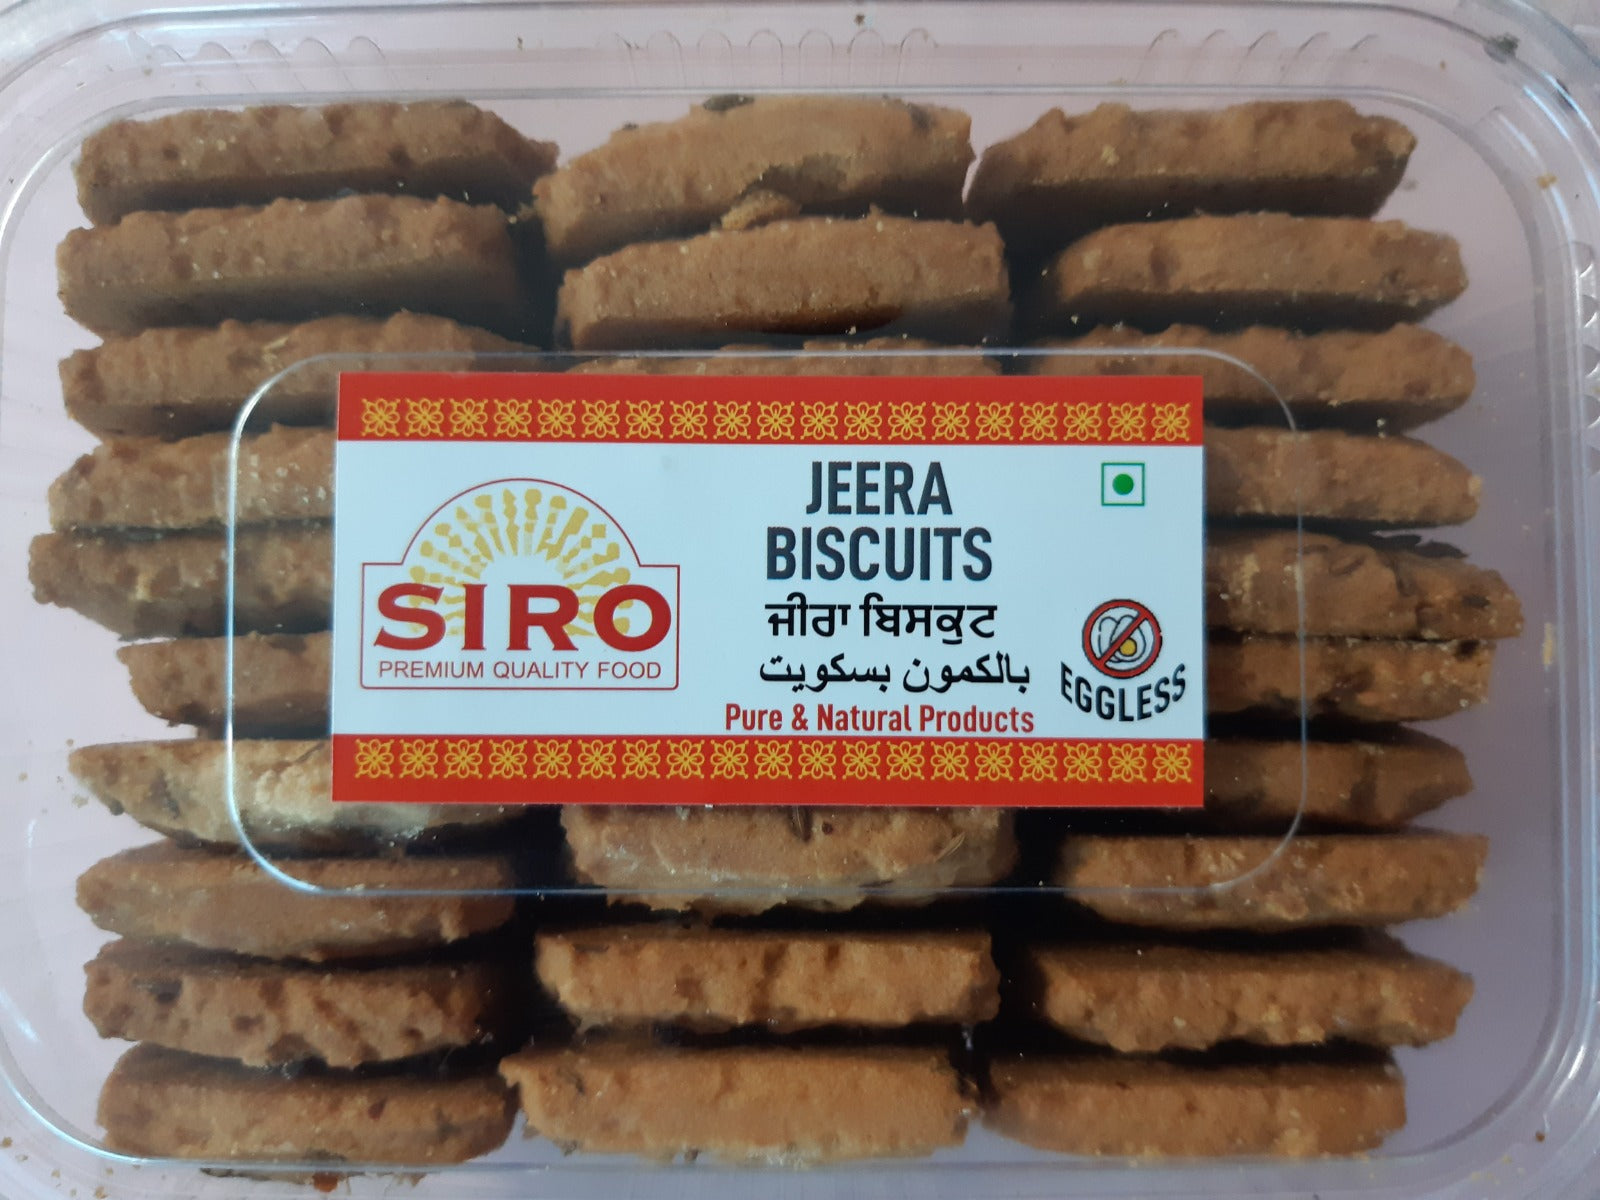 SIRO
PREMIUM QUALITY FOOD
JEERA
BISCUITS
ਜੀਰਾ ਬਿਸਕੁਟ
بالكمون بسكويت
Pure & Natural Products
EGGLESS